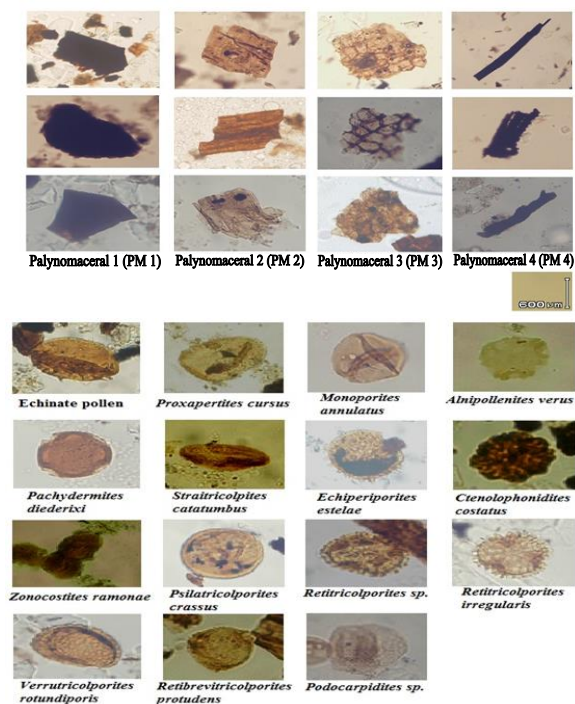 Palynomaceral 1 (PM 1) Palynomaceral 2 (PM 2) Palynomaceral 3 (PM 3) Palynomaceral 4 (PM 4)
600 µm
Echinate pollen
Proxapertites cursus
Monoporites
annulatus
Alnipollenites verus
Pachydermites
diederixi
Straitricolpites
catatumbus
Echiperiporites
estelae
Ctenolophonidites
costatus
Zonocostites ramonae
Psilatricolporites
crassus
Retitricolporites sp.
Retitricolporites
irregularis
Verrutricolporites
rotundiporis
Retibrevitricolporites
protudens
Podocarpidites sp.